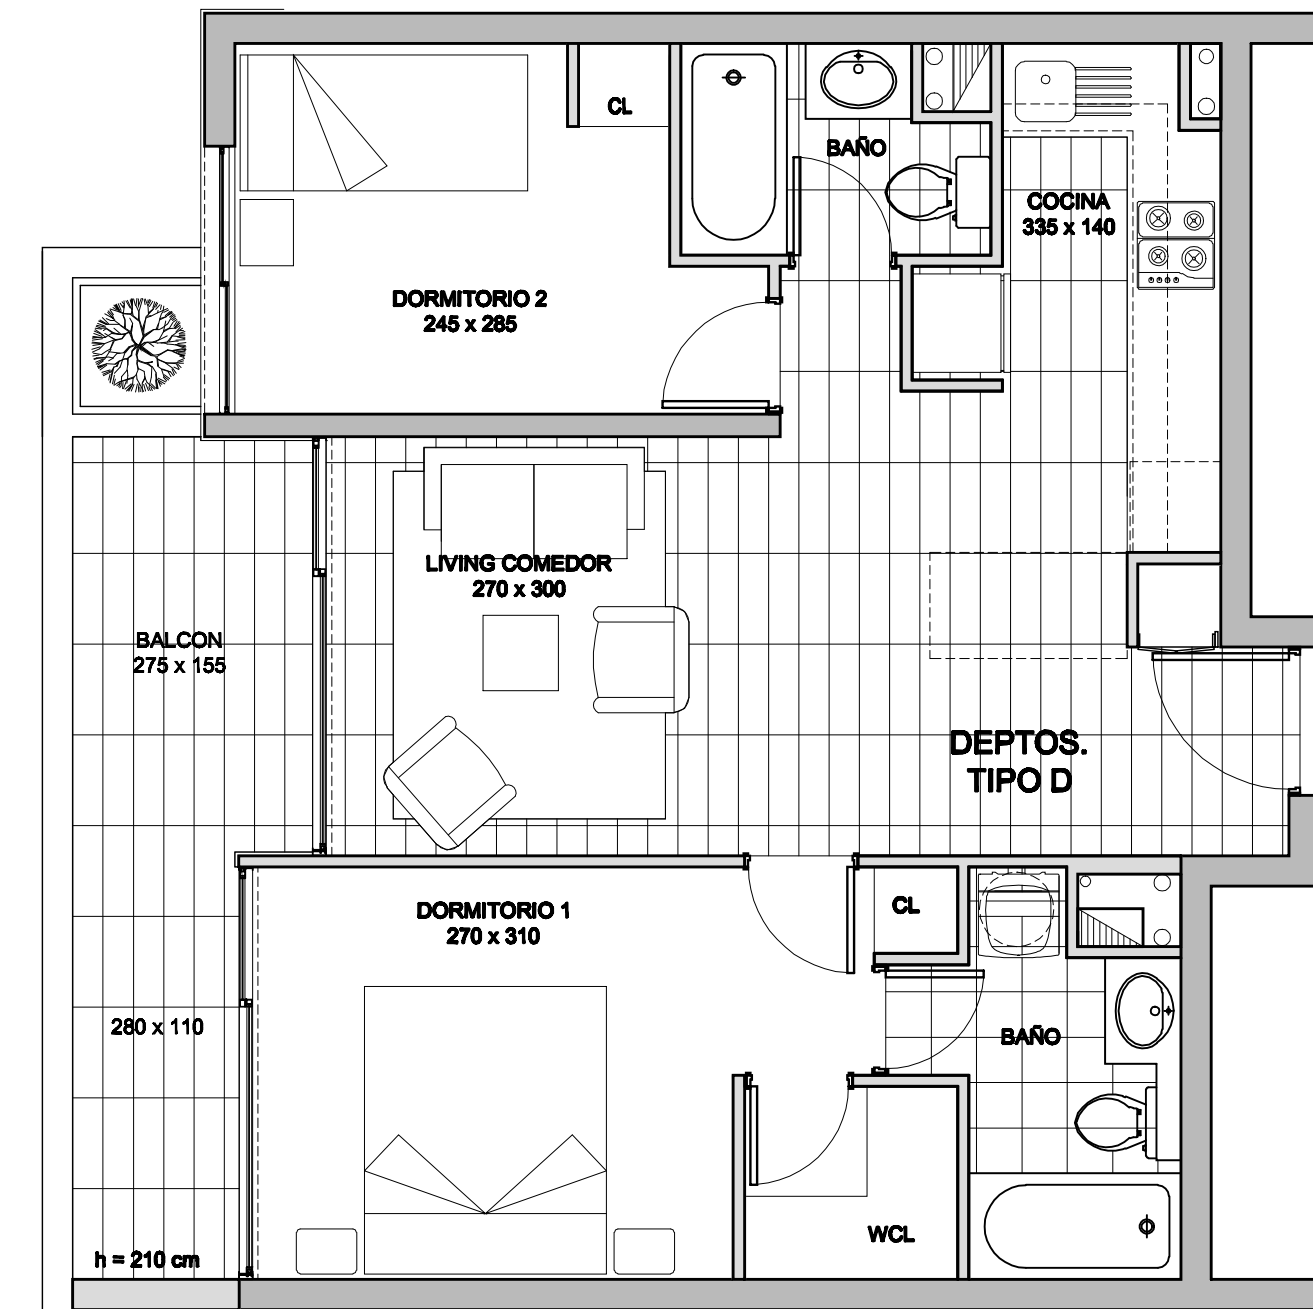 CL
BAÑO
COCINA
335 x 140
DORMITORIO 2
245 x 285
LIVING COMEDOR
270 x 300
BALCON
275 x 155
DEPTOS.
TIPO D
DORMITORIO 1
270 x 310
CL
280 x 110
BAÑO
WCL
h = 210 cm